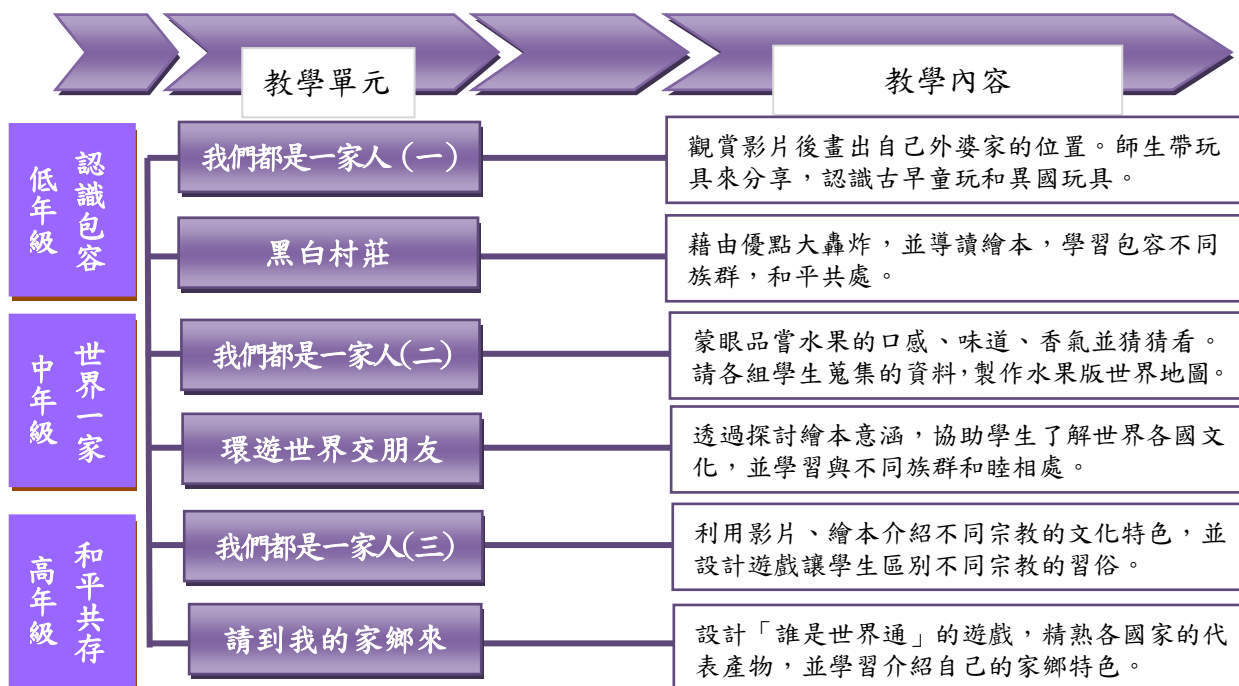 教學單元
教學內容
認識包容
低年級
我們都是一家人(一)
觀賞影片後畫出自己外婆家的位置。師生帶玩
具來分享，認識古早童玩和異國玩具。
黑白村莊
藉由優點大轟炸，並導讀繪本，學習包容不同
族群，和平共處。
世界一家
中年級
我們都是一家人(二)
蒙眼品嘗水果的口感、味道、香氣並猜猜看。
請各組學生蒐集的資料，製作水果版世界地圖。
環遊世界交朋友
透過探討繪本意涵，協助學生了解世界各國文
化，並學習與不同族群和睦相處。
和平共存
高年級
我們都是一家人(三)
利用影片、繪本介紹不同宗教的文化特色，並
設計遊戲讓學生區別不同宗教的習俗。
請到我的家鄉來
設計「誰是世界通」的遊戲，精熟各國家的代
表產物，並學習介紹自己的家鄉特色。